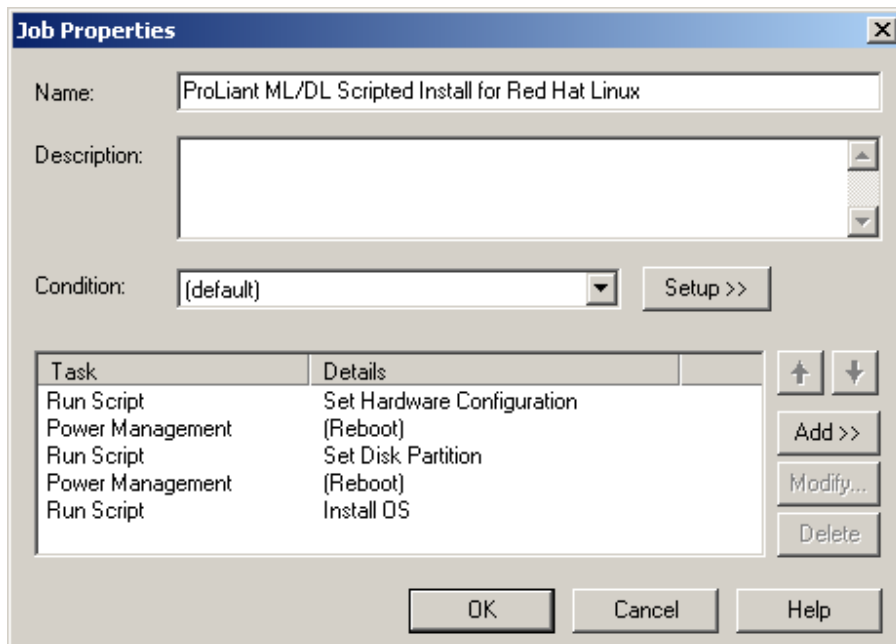 Job Properties
Name: ProLiant ML/DL Scripted Install for Red Hat Linux
Description:
Condition: (default) Setup >>
Task Details
Run Script Set Hardware Configuration
Power Management (Reboot)
Run Script Set Disk Partition
Power Management (Reboot)
Run Script Install OS
Add >>
Modify...
Delete
OK Cancel Help